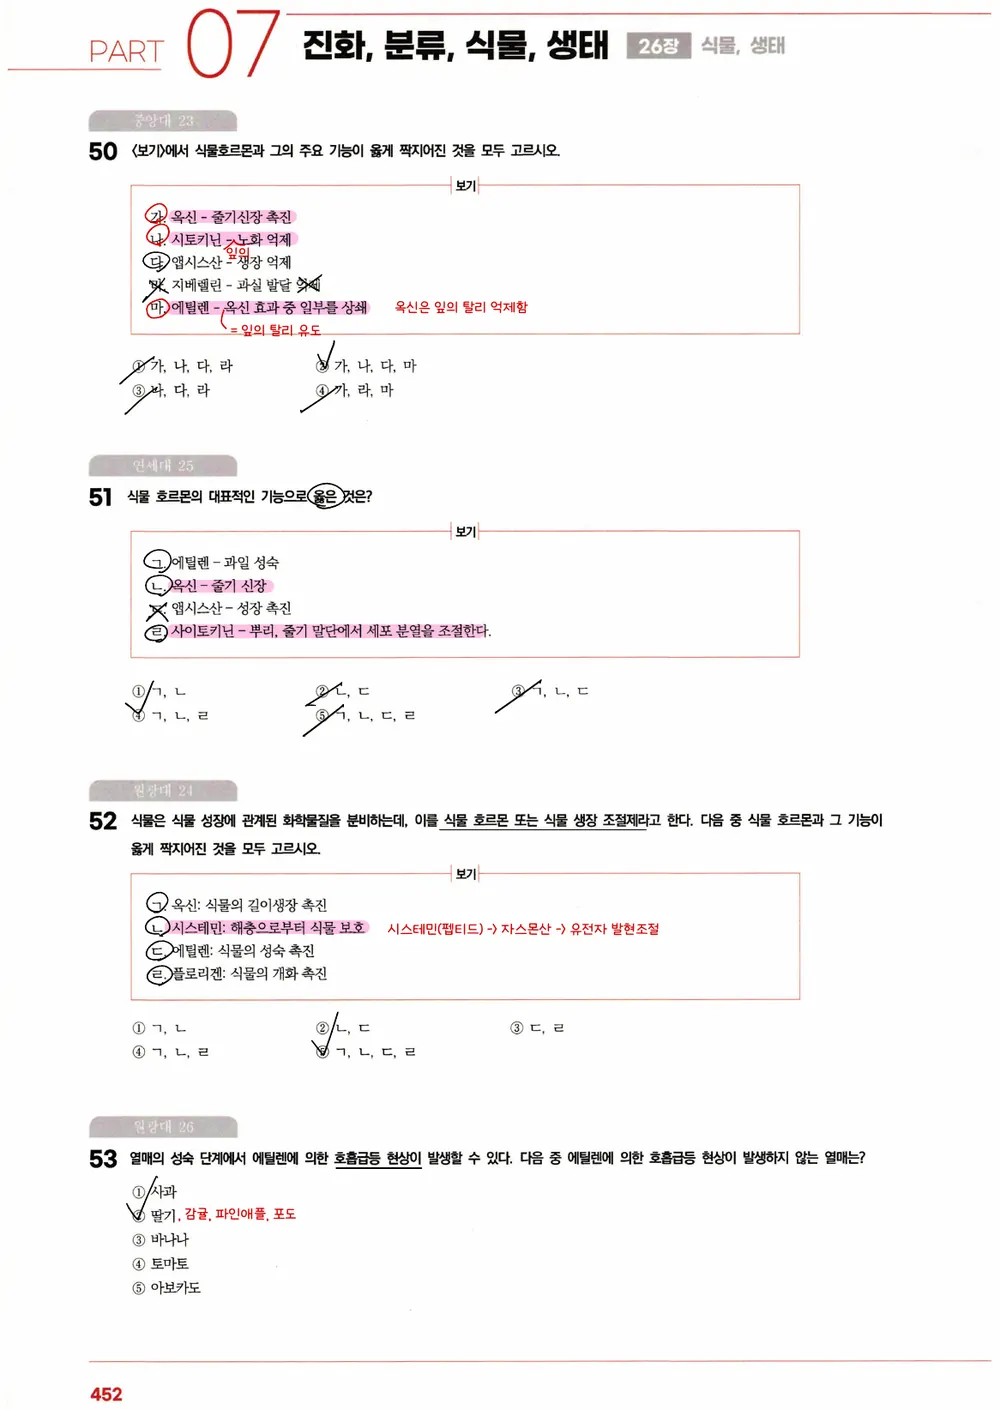 PART 07 진화, 분류, 식물, 생태 26장 식물, 생태
중앙대 23
50 <보기>에서 식물호르몬과 그의 주요 기능이 옳게 짝지어진 것을 모두 고르시오.
보기
가. 옥신 - 줄기신장 촉진
나. 시토키닌 - 노화 억제
잎의
다. 앱시스산 - 생장 억제
라. 지베렐린 - 과실 발달 억제
마. 에틸렌 - 옥신 효과 중 일부를 상쇄 옥신은 잎의 탈리 억제함
= 잎의 탈리 유도
① 가, 나, 다, 라 ② 가, 나, 다, 마
③ 나, 다, 라 ④ 가, 라, 마
연세대 25
51 식물 호르몬의 대표적인 기능으로 옳은 것은?
보기
ㄱ. 에틸렌 - 과일 성숙
ㄴ. 옥신 - 줄기 신장
ㄷ. 앱시스산 - 성장 촉진
ㄹ. 사이토키닌 - 뿌리, 줄기 말단에서 세포 분열을 조절한다.
① ㄱ, ㄴ ② ㄴ, ㄷ ③ ㄱ, ㄴ, ㄷ
④ ㄱ, ㄴ, ㄹ ⑤ ㄱ, ㄴ, ㄷ, ㄹ
원광대 24
52 식물은 식물 성장에 관계된 화학물질을 분비하는데, 이를 식물 호르몬 또는 식물 생장 조절제라고 한다. 다음 중 식물 호르몬과 그 기능이
옳게 짝지어진 것을 모두 고르시오.
보기
ㄱ. 옥신: 식물의 길이생장 촉진
ㄴ. 시스테민: 해충으로부터 식물 보호 시스테민(펩티드) -> 자스몬산 -> 유전자 발현조절
ㄷ. 에틸렌: 식물의 성숙 촉진
ㄹ. 플로리겐: 식물의 개화 촉진
① ㄱ, ㄴ ② ㄴ, ㄷ ③ ㄷ, ㄹ
④ ㄱ, ㄴ, ㄹ ⑤ ㄱ, ㄴ, ㄷ, ㄹ
원광대 26
53 열매의 성숙 단계에서 에틸렌에 의한 호흡급등 현상이 발생할 수 있다. 다음 중 에틸렌에 의한 호흡급등 현상이 발생하지 않는 열매는?
① 사과
② 딸기, 감귤, 파인애플, 포도
③ 바나나
④ 토마토
⑤ 아보카도
452